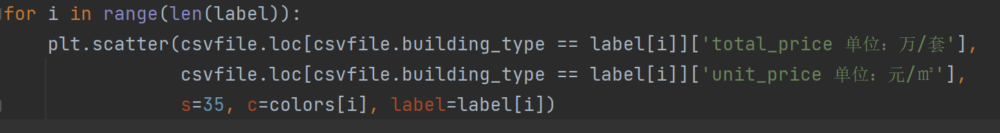 for i in range(len(label)):
plt.scatter(csvfile.loc[csvfile.building_type == label[i]]['total_price 单位：万/套'],
csvfile.loc[csvfile.building_type == label[i]]['unit_price 单位：元/㎡'],
s=35, c=colors[i], label=label[i])